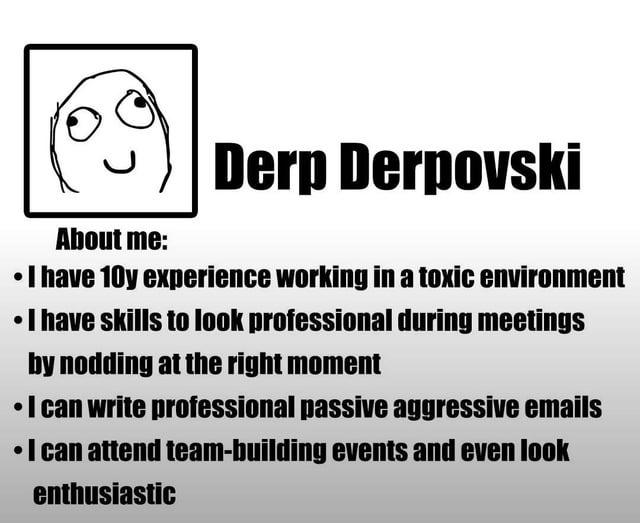 Derp Derpovski
About me:
• I have 10y experience working in a toxic environment
• I have skills to look professional during meetings
by nodding at the right moment
• I can write professional passive aggressive emails
• I can attend team-building events and even look
enthusiastic